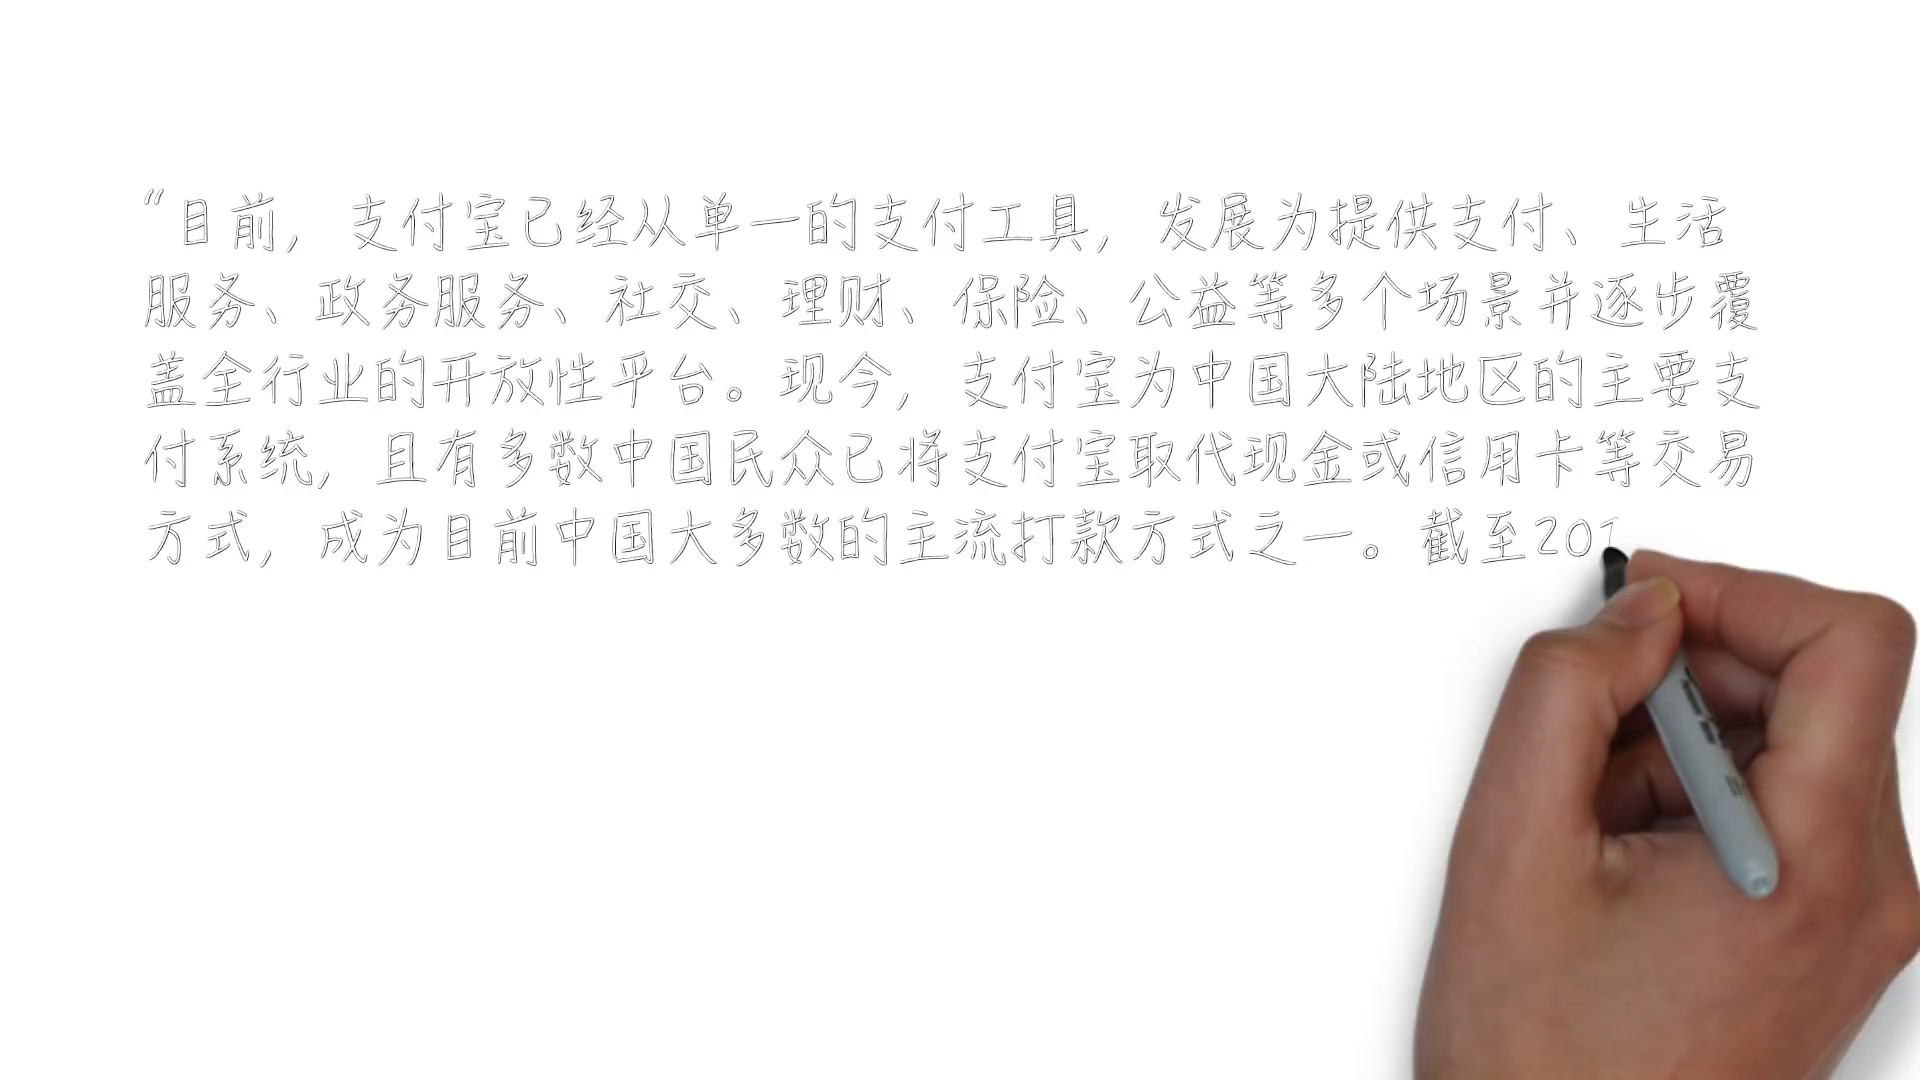 “目前，支付宝已经从单一的支付工具，发展为提供支付、生活
服务、政务服务、社交、理财、保险、公益等多个场景并逐步覆
盖全行业的开放性平台。现今，支付宝为中国大陆地区的主要支
付系统，且有多数中国民众已将支付宝取代现金或信用卡等交易
方式，成为目前中国大多数的主流打款方式之一。截至20